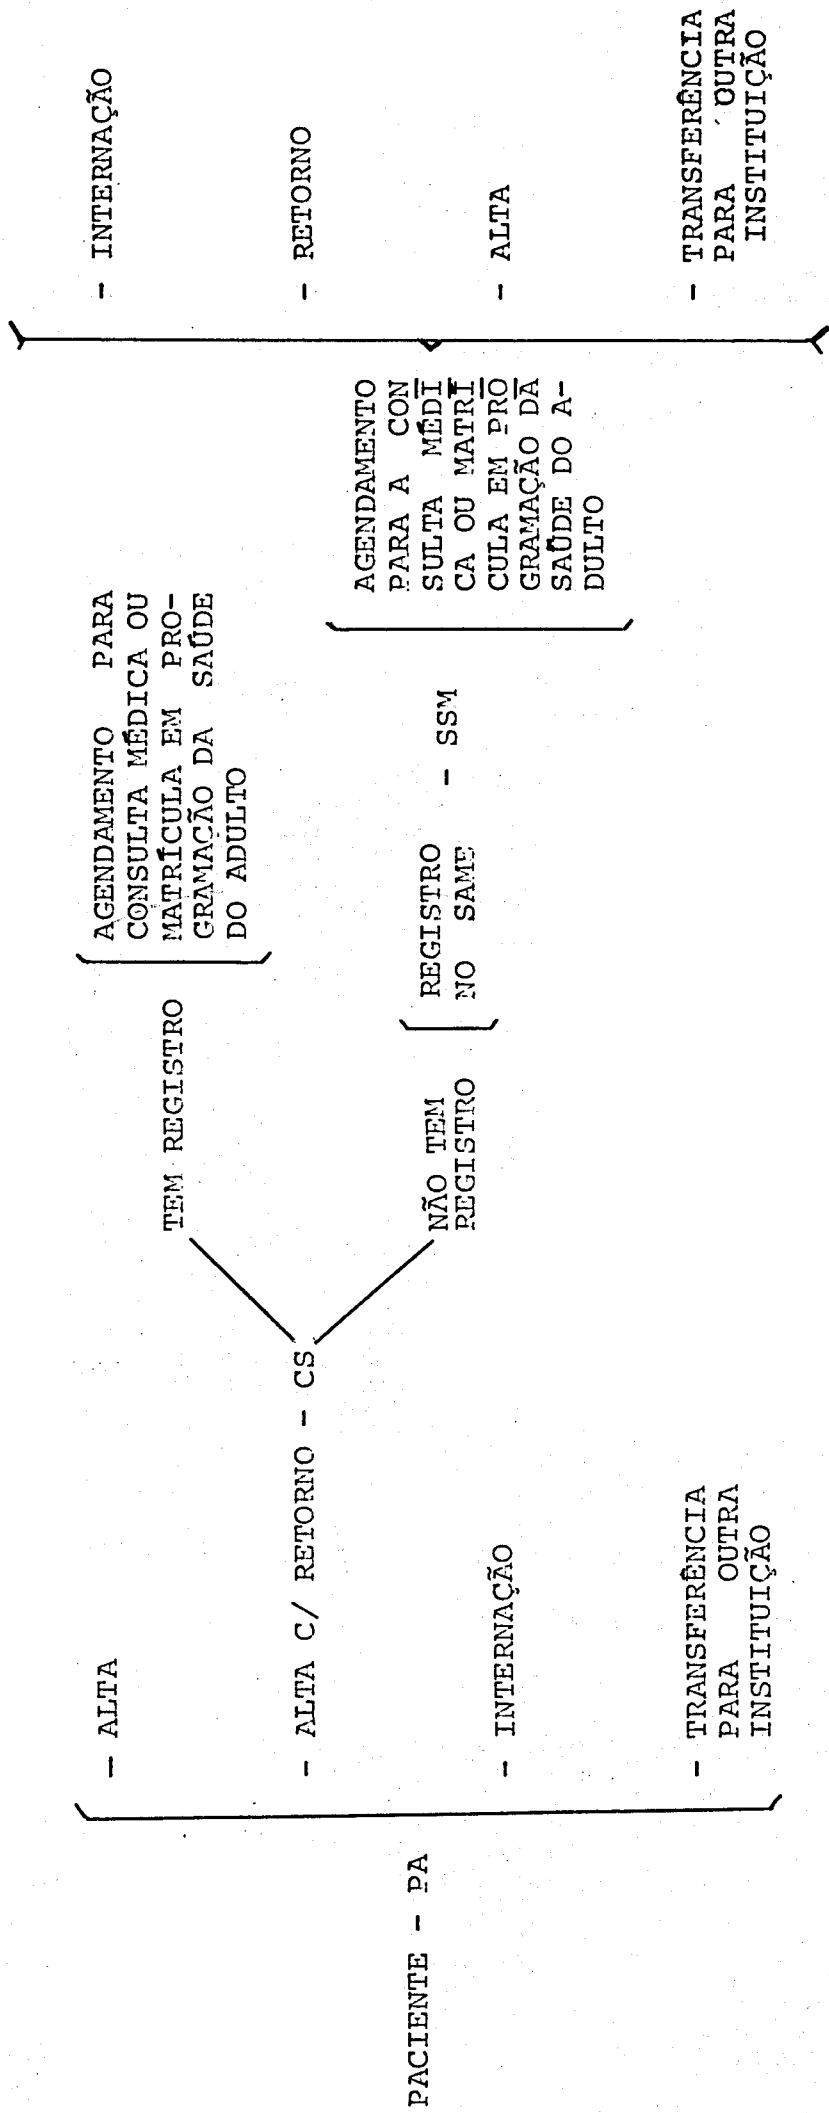 PACIENTE - PA
- ALTA
- ALTA C/ RETORNO - CS
- INTERNAÇÃO
- TRANSFERÊNCIA
PARA OUTRA
INSTITUIÇÃO
TEM REGISTRO
AGENDAMENTO PARA
CONSULTA MÉDICA OU
MATRÍCULA EM PRO-
GRAMAÇÃO DA SAÚDE
DO ADULTO
NÃO TEM
REGISTRO
REGISTRO
NO SAME
- SSM
AGENDAMENTO
PARA A CON
SULTA MÉDI
CA OU MATRÍ
CULA EM PRO
GRAMAÇÃO DA
SAÚDE DO A-
DULTO
- INTERNAÇÃO
- RETORNO
- ALTA
- TRANSFERÊNCIA
PARA OUTRA
INSTITUIÇÃO